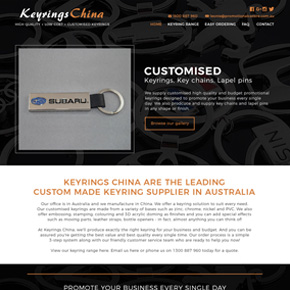 Keyrings China
HIGH QUALITY • LOW COST • CUSTOMISED KEYRINGS
HOME KEYRING RANGE EASY ORDERING FAQ CONTACT
SUBARU
CUSTOMISED
Keyrings, Key chains, Lapel pins
We supply customised high quality and budget promotional
keyrings designed to promote your business every single
day. We also produce and supply key chains and lapel pins
in any shape or finish.
Browse our gallery
KEYRINGS CHINA ARE THE LEADING
CUSTOM MADE KEYRING SUPPLIER IN AUSTRALIA
Our office is in Australia and we manufacture in China. We offer a keyring solution to suit every need.
Our customised keyrings are made from a variety of bases such as zinc, chrome, nickel and PVC. We also
offer embossing, stamping, colouring and 3D acrylic doming as finishes and you can add special effects
such as moving parts, leather straps, bottle openers - in fact, almost anything you can think of!
At Keyrings China, we'll produce exactly the right keyring for your business and budget. And you can be
assured you're getting the best value and best quality every single time. Our order process is a simple
3-step system along with our friendly customer service team who are ready to help you now!
View our keyring range here. Email us here or phone us on 1300 887 960 today for a quote.
PROMOTE YOUR BUSINESS EVERY SINGLE DAY